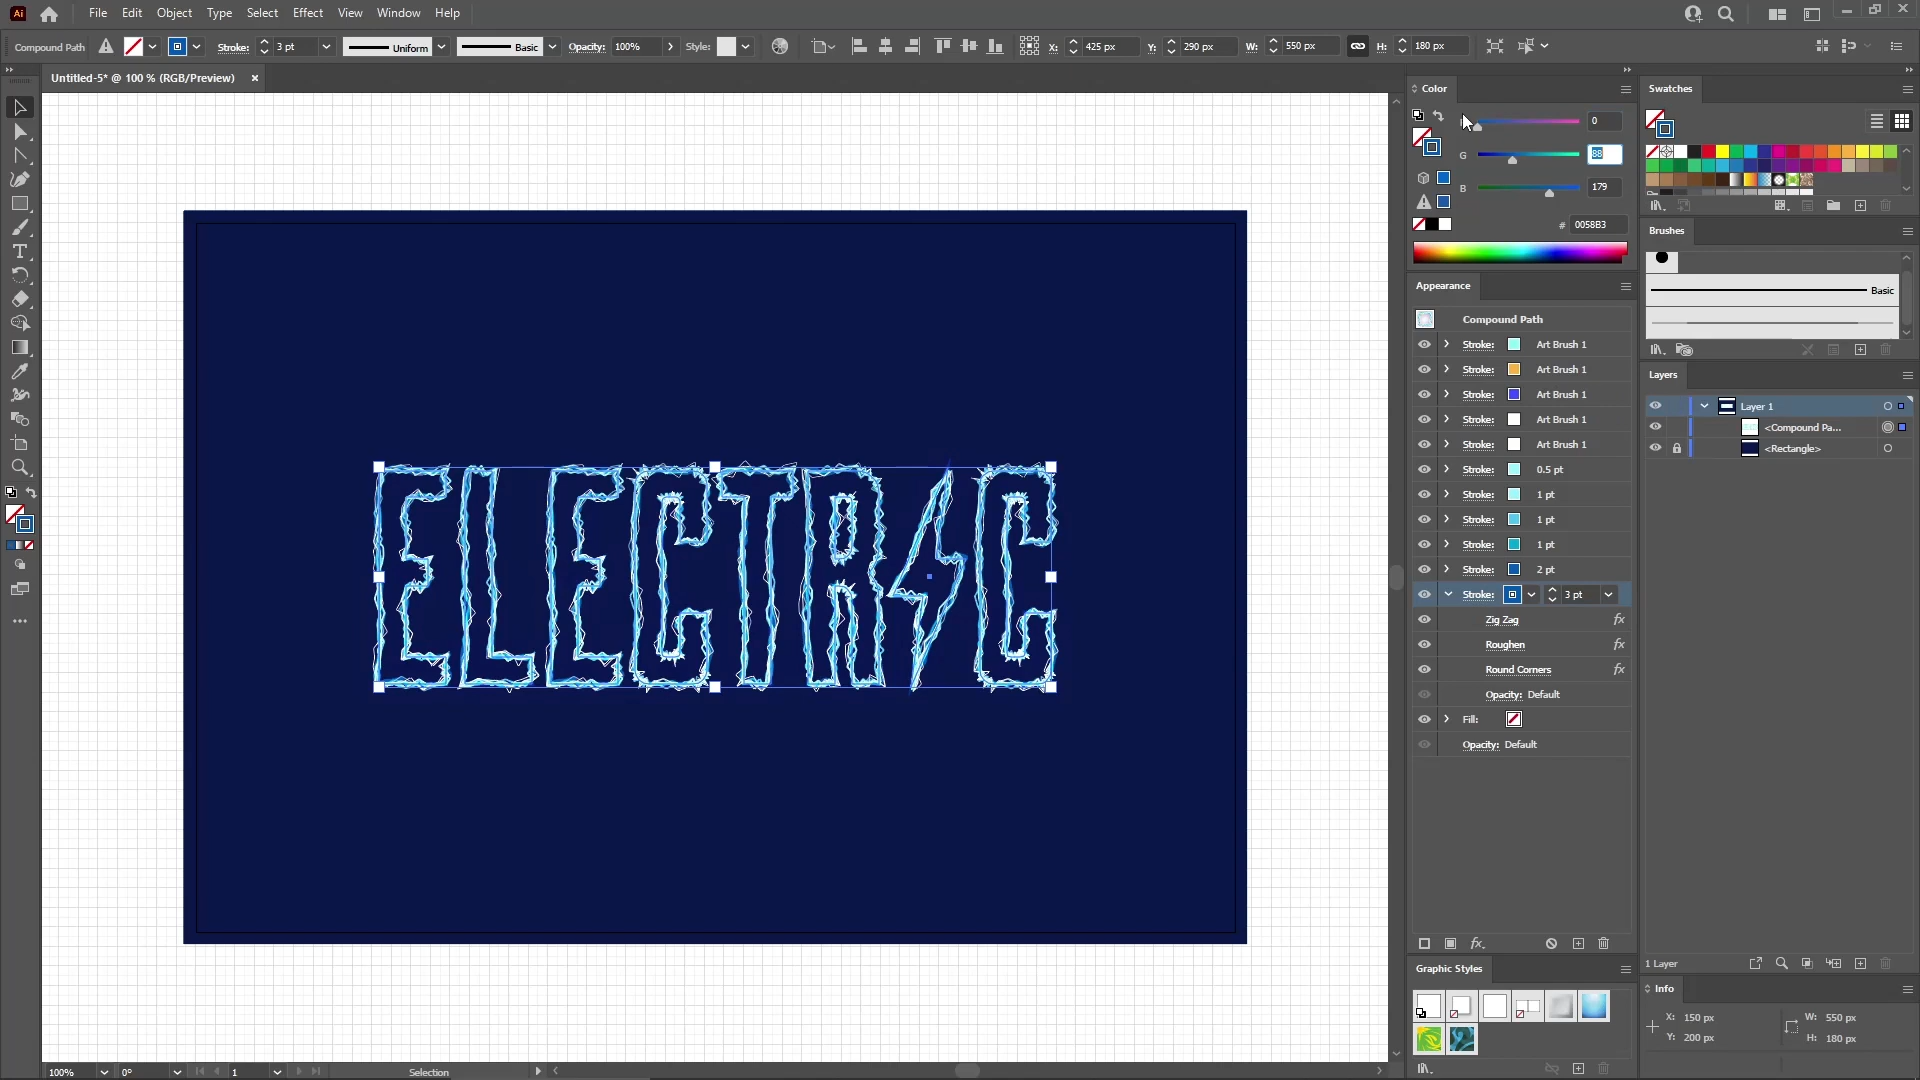 Ai File Edit Object Type Select Effect View Window Help
Compound Path Stroke: 3 pt Uniform Basic Opacity: 100% Style: X: 425 px Y: 290 px W: 550 px H: 180 px
Untitled-5* @ 100 % (RGB/Preview)
ELECTRC
100% 0° 1 Selection
Color
0
G 88
B 179
# 0058B3
Appearance
Compound Path
Stroke: Art Brush 1
Stroke: Art Brush 1
Stroke: Art Brush 1
Stroke: Art Brush 1
Stroke: Art Brush 1
Stroke: 0.5 pt
Stroke: 1 pt
Stroke: 1 pt
Stroke: 1 pt
Stroke: 2 pt
Stroke: 3 pt
Zig Zag fx
Roughen fx
Round Corners fx
Opacity: Default
Fill:
Opacity: Default
fx.
Graphic Styles
Swatches
Brushes
Basic
Layers
Layer 1
<Compound Pa...
<Rectangle>
1 Layer
Info
X: 150 px W: 550 px
Y: 200 px H: 180 px